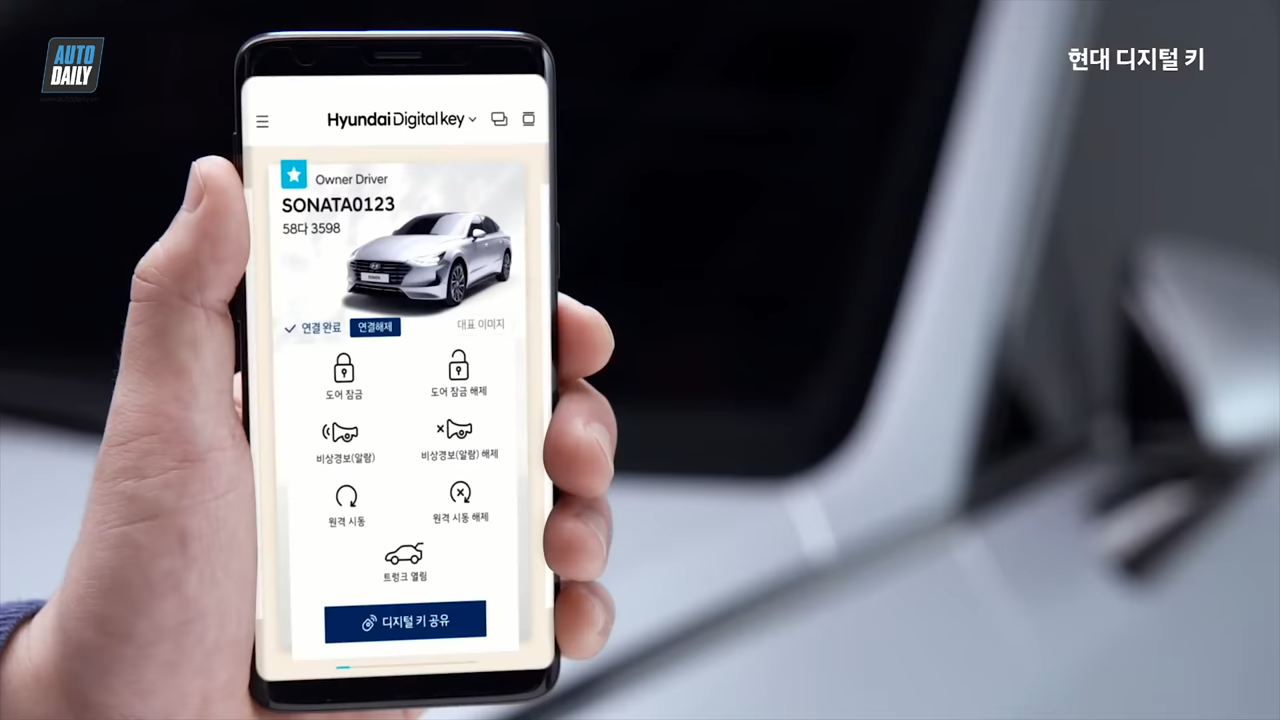 AUTO
DAILY
현대 디지털 키
Hyundai Digital key
Owner Driver
SONATA0123
58다 3598
연결 완료 연결해제 대표 이미지
도어 잠금 도어 잠금 해제
비상경보(알람) 비상경보(알람) 해제
원격 시동 원격 시동 해제
트렁크 열림
디지털 키 공유